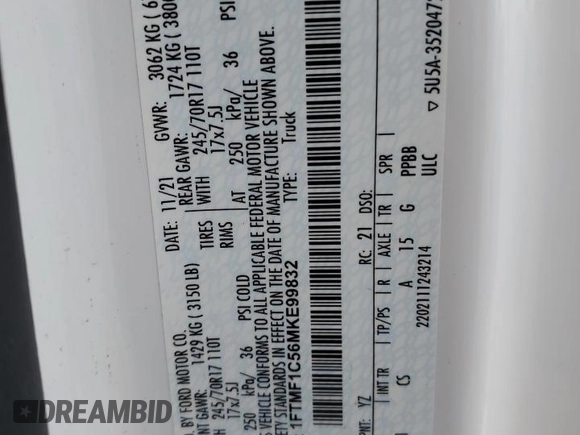 . BY FORD MOTOR CO.
DATE: 11/21 GVWR: 3062 KG (6
NT GAWR: 1429 KG ( 3150 LB) REAR GAWR: 1724 KG ( 3800
H 245/70R17 110T TIRES WITH 245/70R17 110T
17x7.5J RIMS 17x7.5J
250 kPa/ 36 PSI COLD AT 250 kPa/ 36 PSI
S VEHICLE CONFORMS TO ALL APPLICABLE FEDERAL MOTOR VEHICLE
ETY STANDARDS IN EFFECT ON THE DATE OF MANUFACTURE SHOWN ABOVE.
1FTMF1C56MKE99832 TYPE: Truck
PNT: YZ RC: 21 DSO:
INT TR TP/PS R AXLE TR SPR
CS A 15 G PPBB
2202111243214 ULC
5U5A-352047
DREAMBID